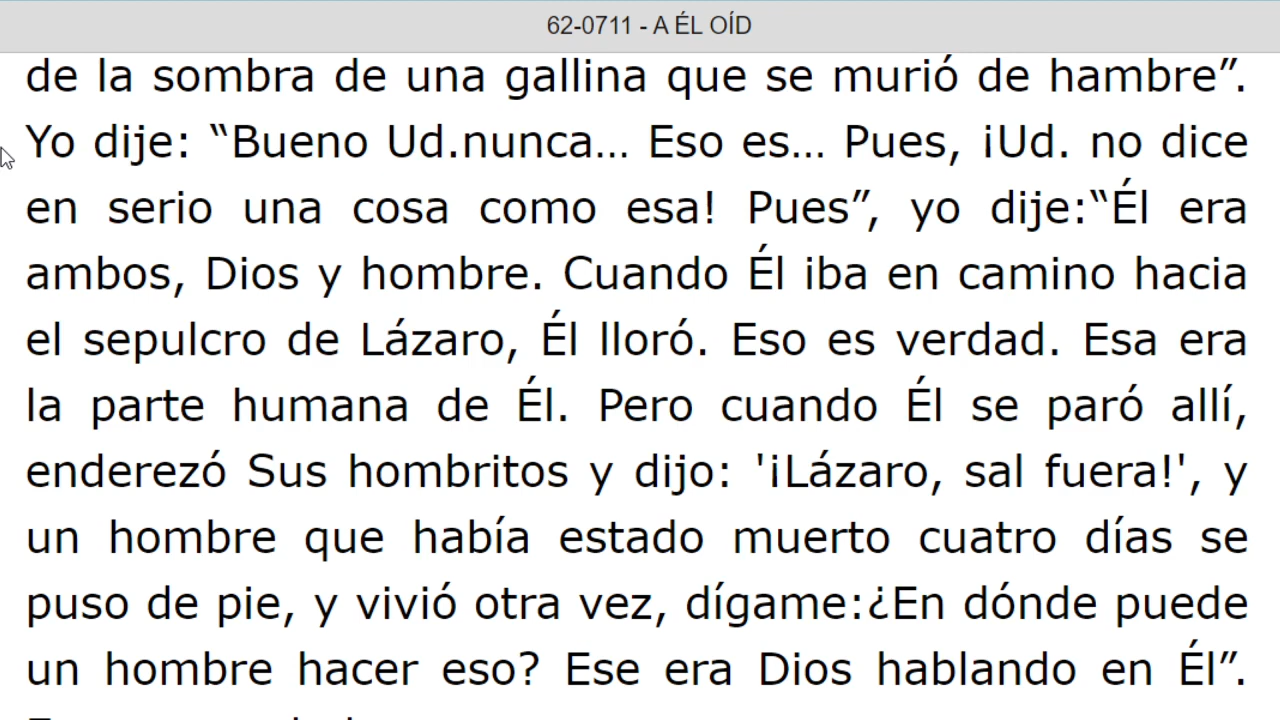 62-0711 - A ÉL OÍD
de la sombra de una gallina que se murió de hambre”.
Yo dije: “Bueno Ud.nunca… Eso es… Pues, ¡Ud. no dice
en serio una cosa como esa! Pues”, yo dije:“Él era
ambos, Dios y hombre. Cuando Él iba en camino hacia
el sepulcro de Lázaro, Él lloró. Eso es verdad. Esa era
la parte humana de Él. Pero cuando Él se paró allí,
enderezó Sus hombritos y dijo: '¡Lázaro, sal fuera!', y
un hombre que había estado muerto cuatro días se
puso de pie, y vivió otra vez, dígame:¿En dónde puede
un hombre hacer eso? Ese era Dios hablando en Él”.